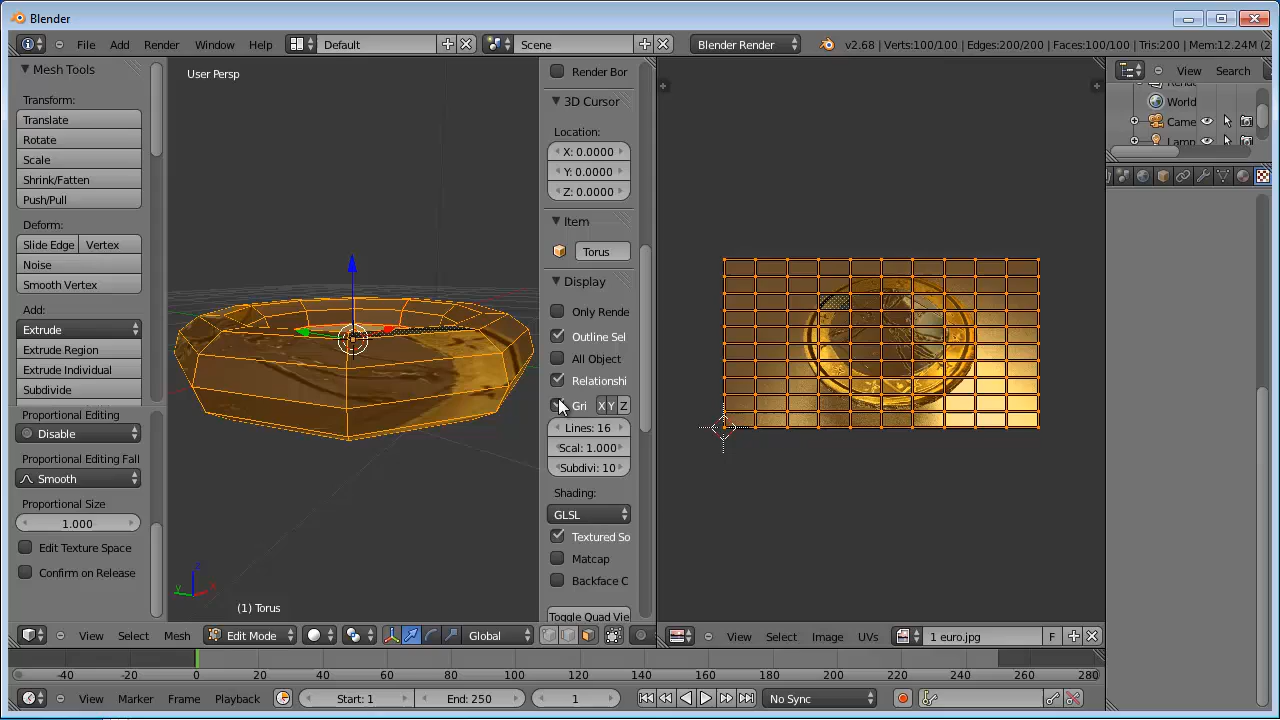 Blender
File Add Render Window Help Default Scene Blender Render v2.68 | Verts:100/100 | Edges:200/200 | Faces:100/100 | Tris:200 | Mem:12.24M (2
Mesh Tools
Transform:
Translate
Rotate
Scale
Shrink/Fatten
Push/Pull
Deform:
Slide Edge Vertex
Noise
Smooth Vertex
Add:
Extrude
Extrude Region
Extrude Individual
Subdivide
Proportional Editing
Disable
Proportional Editing Fall
Smooth
Proportional Size
1.000
Edit Texture Space
Confirm on Release
User Persp
z
y x
(1) Torus
Render Bor
3D Cursor
Location:
X: 0.0000
Y: 0.0000
Z: 0.0000
Item
Torus
Display
Only Rende
Outline Sel
All Object
Relationshi
Gri X Y Z
Lines: 16
Scal: 1.000
Subdivi: 10
Shading:
GLSL
Textured So
Matcap
Backface C
Toggle Quad Vie
View Search
World
Came
Lamp
View Select Mesh Edit Mode Global
View Select Image UVs 1 euro.jpg F
-40 -20 0 20 40 60 80 100 120 140 160 180 200 220 240 260 280
View Marker Frame Playback Start: 1 End: 250 1 No Sync